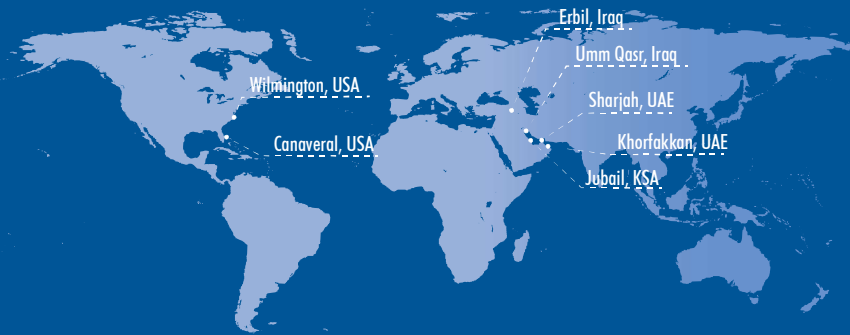 Erbil, Iraq
Umm Qasr, Iraq
Wilmington, USA
Sharjah, UAE
Canaveral, USA
Khorfakkan, UAE
Jubail, KSA